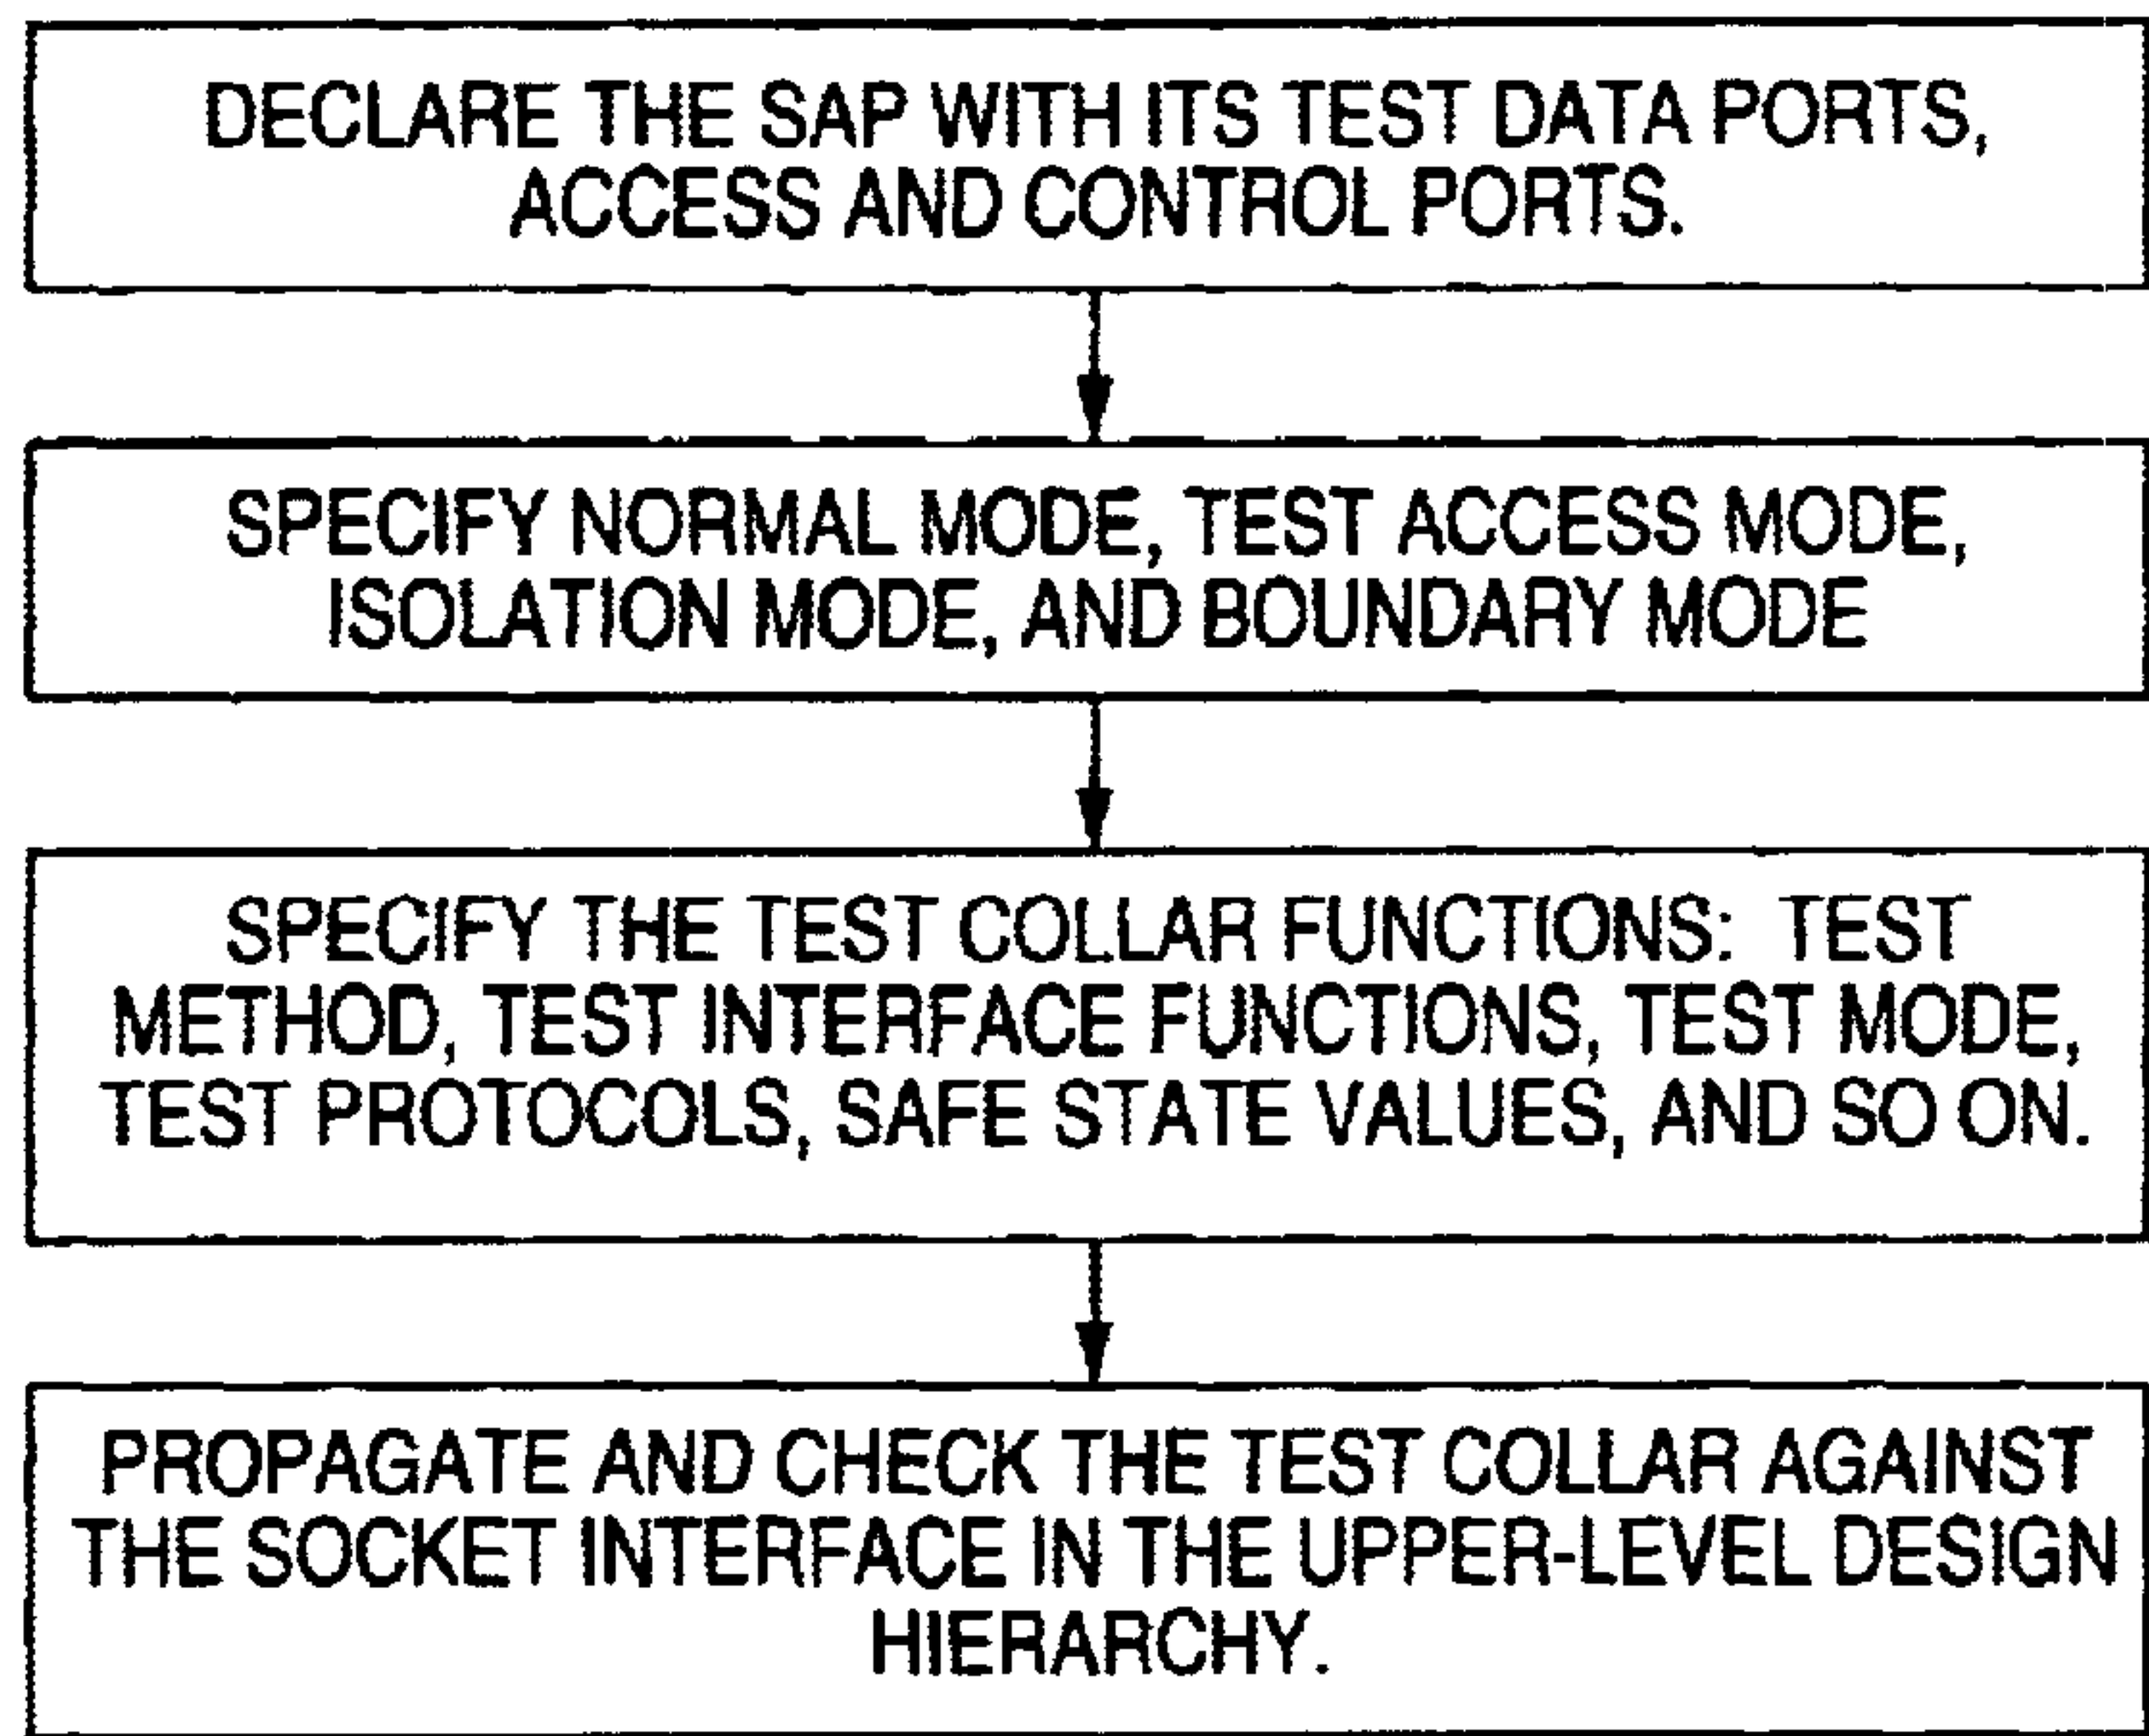 DECLARE THE SAP WITH ITS TEST DATA PORTS,
ACCESS AND CONTROL PORTS.
SPECIFY NORMAL MODE, TEST ACCESS MODE,
ISOLATION MODE, AND BOUNDARY MODE
SPECIFY THE TEST COLLAR FUNCTIONS: TEST
METHOD, TEST INTERFACE FUNCTIONS, TEST MODE,
TEST PROTOCOLS, SAFE STATE VALUES, AND SO ON.
PROPAGATE AND CHECK THE TEST COLLAR AGAINST
THE SOCKET INTERFACE IN THE UPPER-LEVEL DESIGN
HIERARCHY.